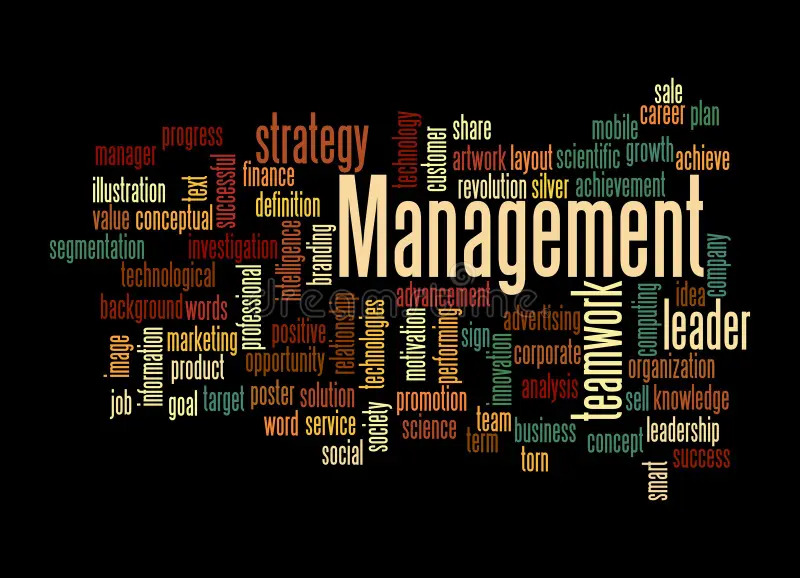 sale
career plan
progress strategy technology customer share mobile
manager artwork layout scientific growth achieve
successful finance
illustration text revolution silver achievement
definition
value conceptual Management
segmentation investigation intelligence branding company
technological professional
background words relationship technologies advancement teamwork computing idea
motivation performing advertising leader
image information marketing positive sign innovation
product opportunity corporate organization
analysis
job goal target poster solution promotion sell knowledge
word service society science team
term business concept leadership
social torn smart success
dreamstime